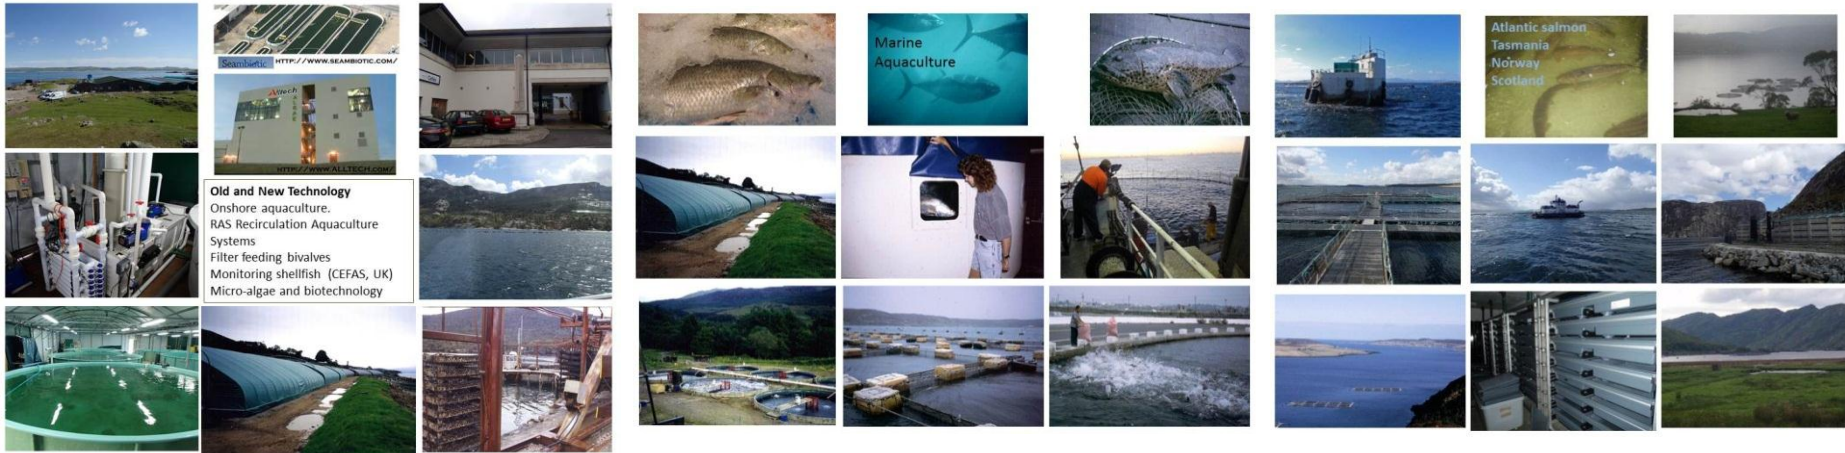 Seambiotic HTTP://WWW.SEAMBIOTIC.COM/
Alltech
ALGAE
HTTP://WWW.ALLTECH.COM/
Old and New Technology
Onshore aquaculture.
RAS Recirculation Aquaculture
Systems
Filter feeding bivalves
Monitoring shellfish (CEFAS, UK)
Micro-algae and biotechnology
Marine
Aquaculture
Atlantic salmon
Tasmania
Norway
Scotland